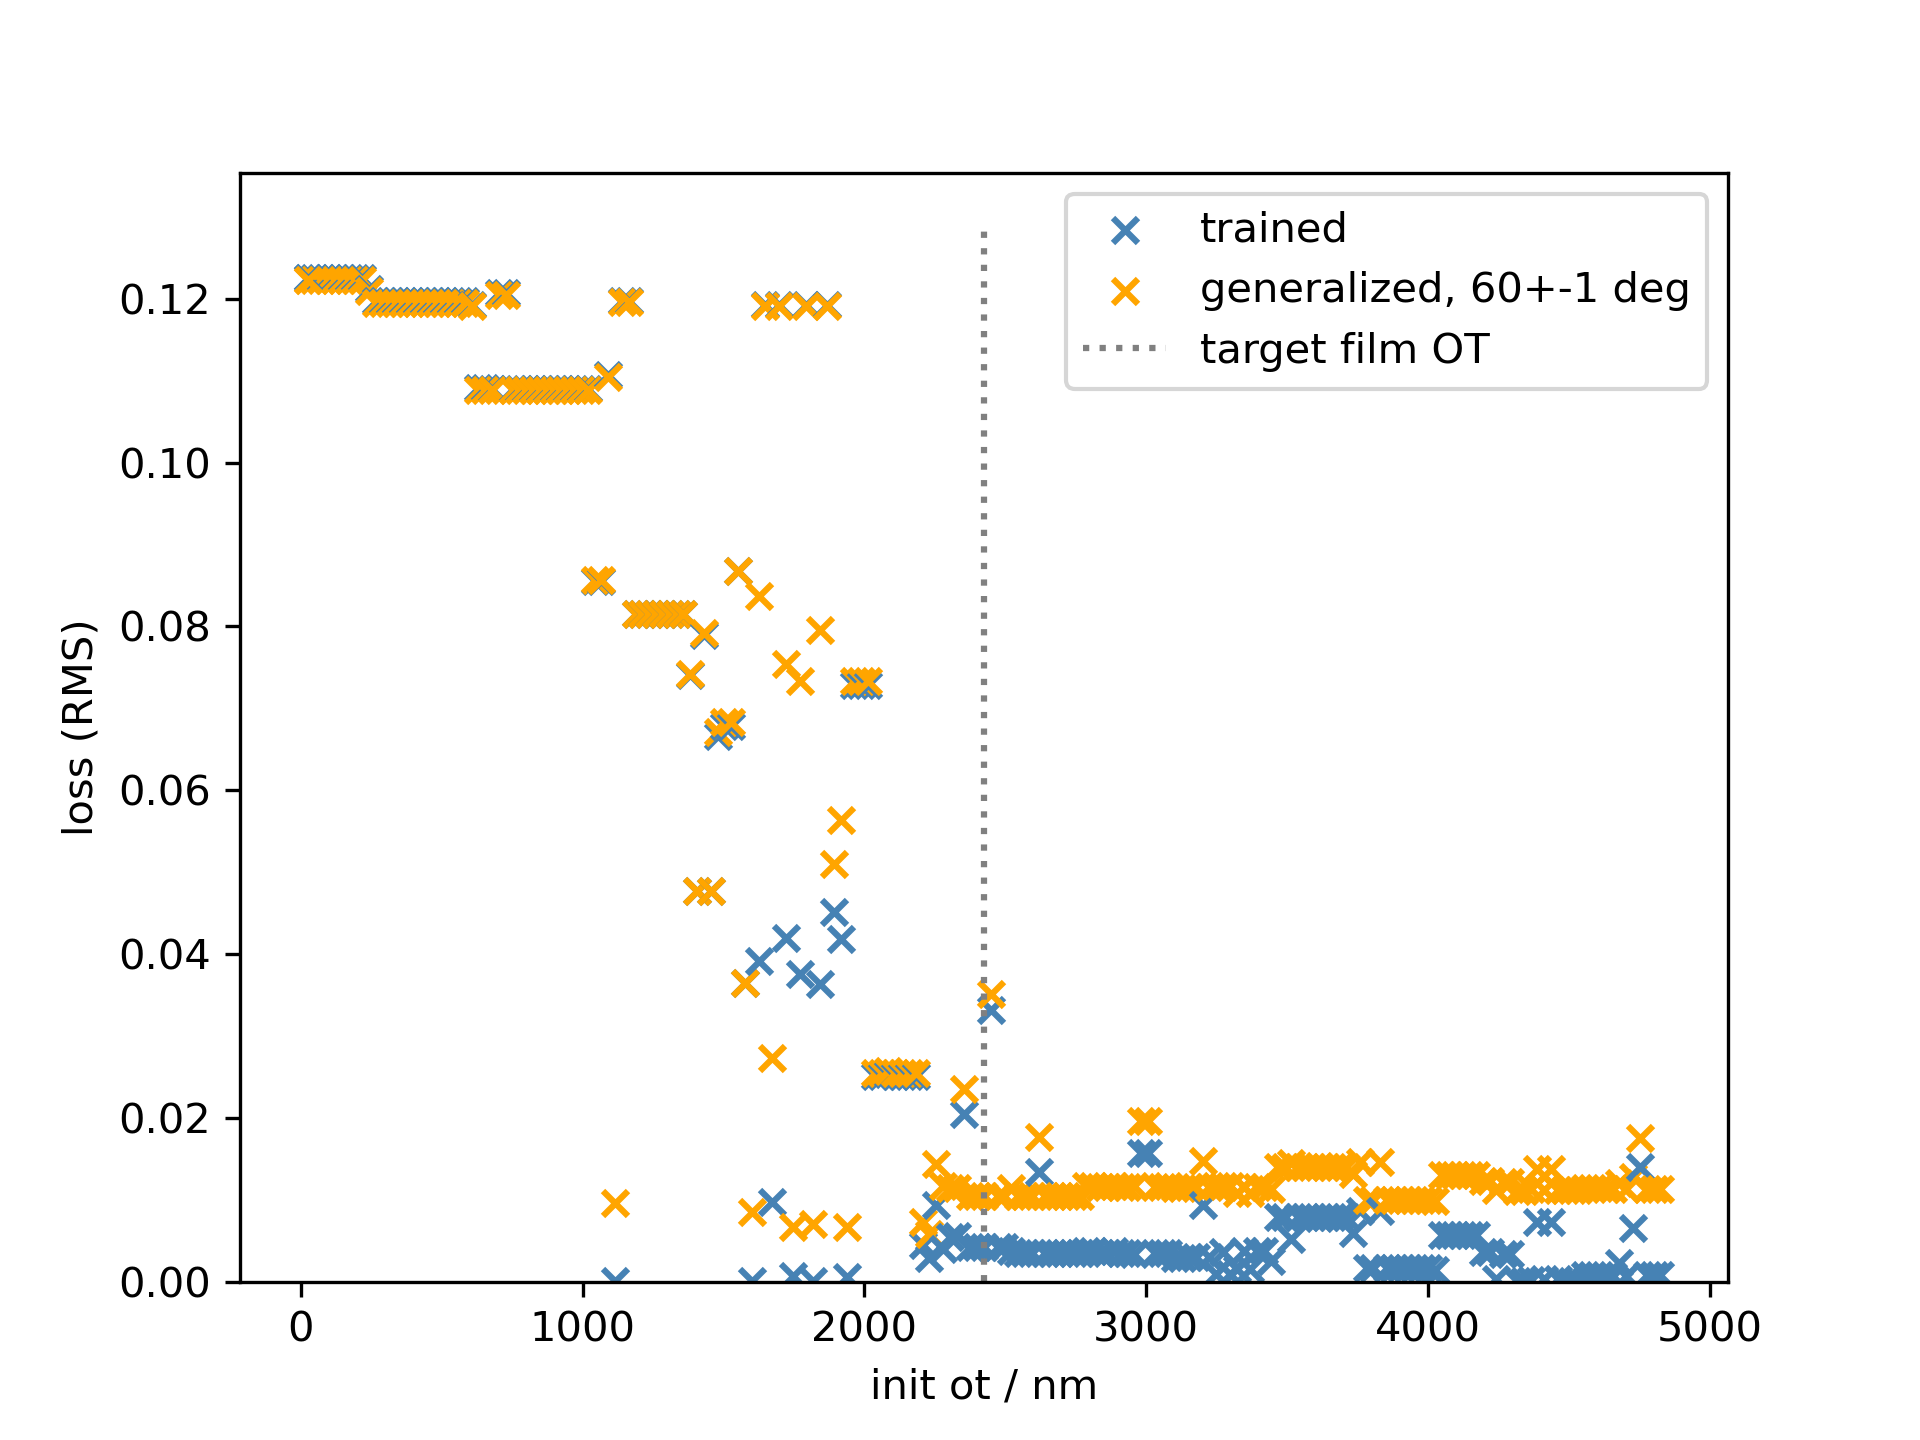 trained
generalized, 60+-1 deg
target film OT
0.12
0.10
0.08
0.06
0.04
0.02
0.00
loss (RMS)
0 1000 2000 3000 4000 5000
init ot / nm